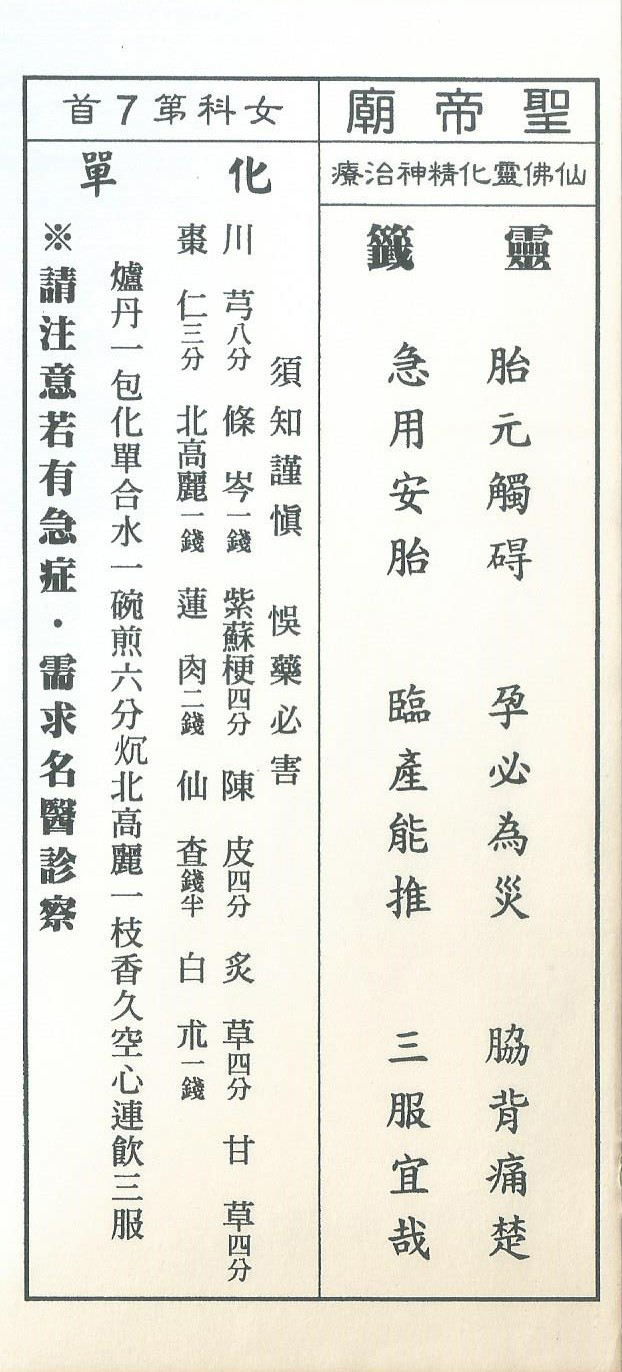 聖帝廟
仙佛靈化精神治療
靈籤
胎元觸碍　孕必為災　脇背痛楚
急用安胎　臨產能推　三服宜哉
女科第7首
化單
須知謹慎　悞藥必害
川芎八分　條岑一錢　紫蘇梗四分　陳皮四分　炙草四分　甘草四分
棗仁三分　北高麗一錢　蓮肉二錢　仙查錢半　白朮一錢
爐丹一包化單合水一碗煎六分炕北高麗一枝香久空心連飲三服
※請注意若有急症．需求名醫診察